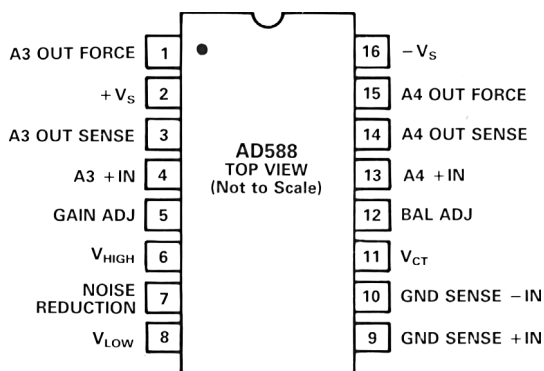 A3 OUT FORCE 1 16 −VS
+VS 2 15 A4 OUT FORCE
A3 OUT SENSE 3 14 A4 OUT SENSE
AD588
TOP VIEW
(Not to Scale)
A3 +IN 4 13 A4 +IN
GAIN ADJ 5 12 BAL ADJ
VHIGH 6 11 VCT
NOISE
REDUCTION 7 10 GND SENSE −IN
VLOW 8 9 GND SENSE +IN